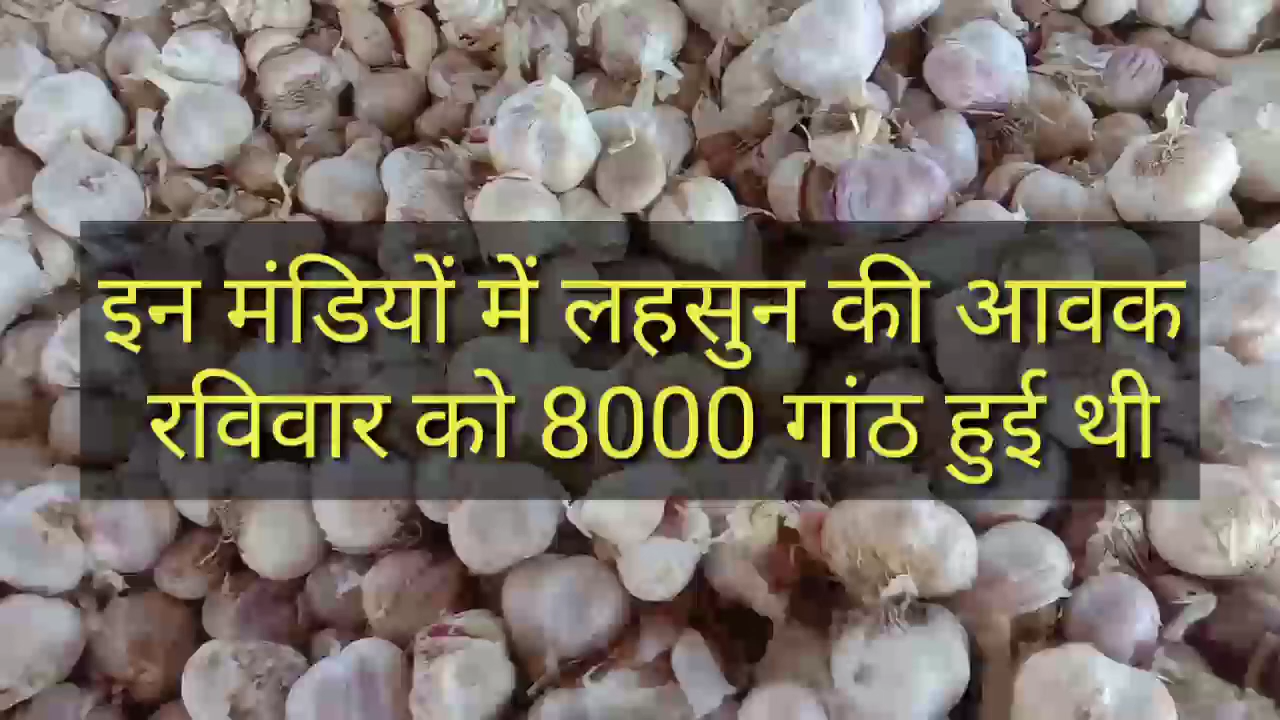 इन मंडियों में लहसुन की आवक
रविवार को 8000 गांठ हुई थी